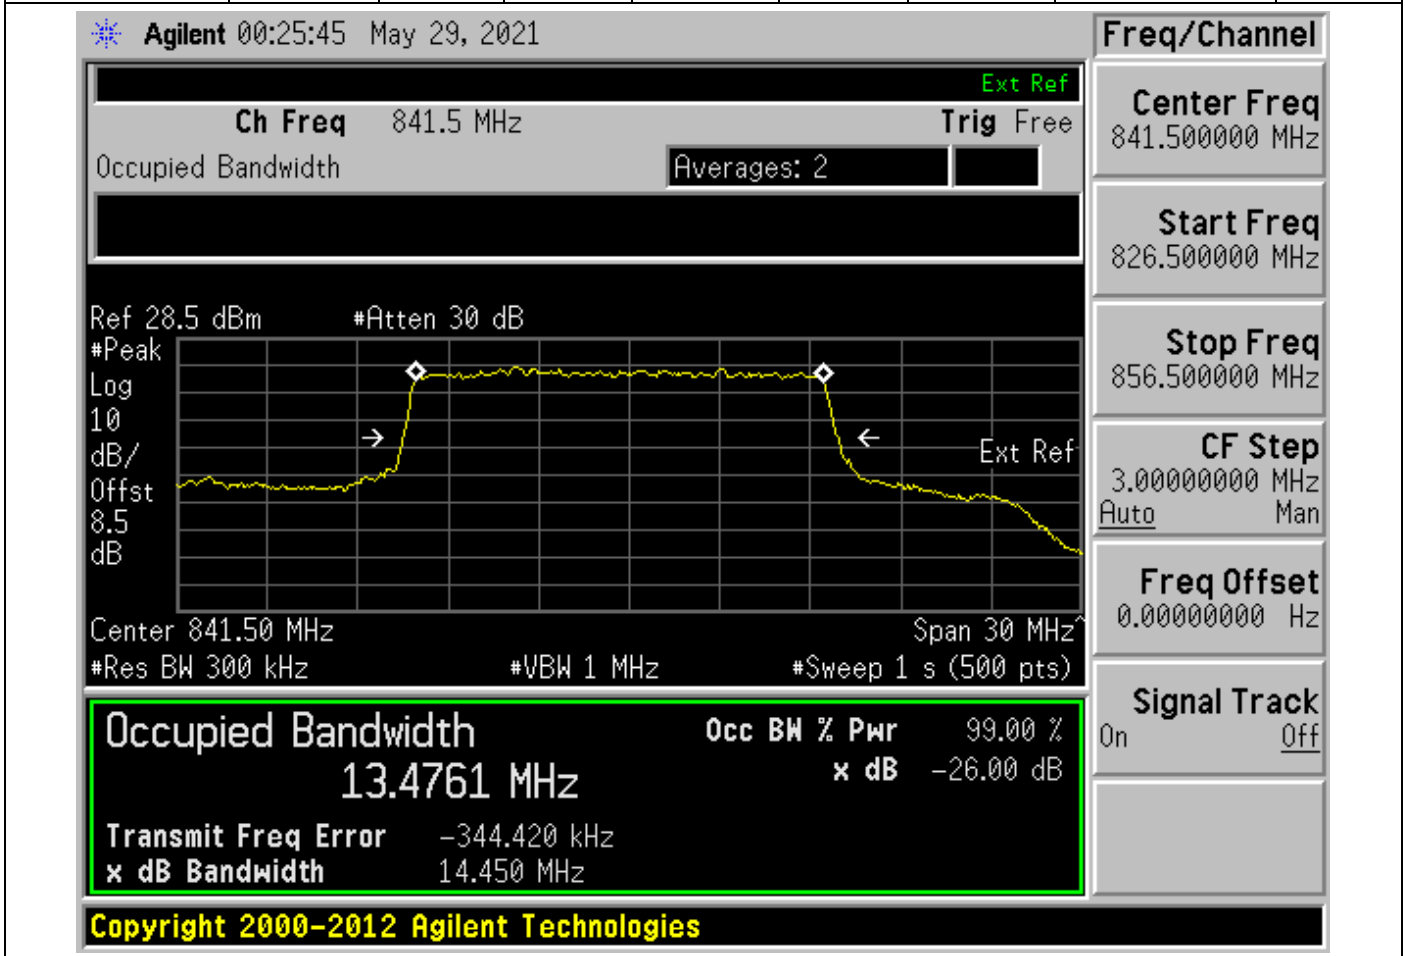 Agilent 00:25:45 May 29, 2021
Freq/Channel
Ext Ref
Ch Freq 841.5 MHz Trig Free
Occupied Bandwidth Averages: 2
Center Freq
841.500000 MHz
Start Freq
826.500000 MHz
Stop Freq
856.500000 MHz
CF Step
3.00000000 MHz
Auto Man
Freq Offset
0.00000000 Hz
Signal Track
On Off
Ref 28.5 dBm #Atten 30 dB
#Peak
Log
10
dB/
Offst
8.5
dB
Ext Ref
Center 841.50 MHz Span 30 MHz^
#Res BW 300 kHz #VBW 1 MHz #Sweep 1 s (500 pts)
Occupied Bandwidth Occ BW % Pwr 99.00 %
13.4761 MHz x dB -26.00 dB
Transmit Freq Error -344.420 kHz
x dB Bandwidth 14.450 MHz
Copyright 2000-2012 Agilent Technologies